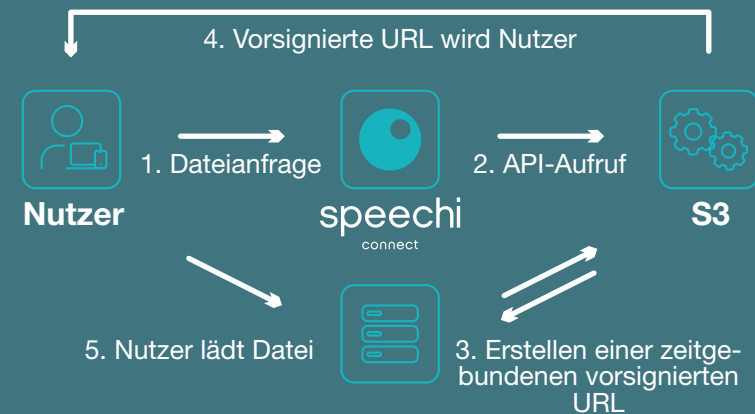 4. Vorsignierte URL wird Nutzer
1. Dateianfrage
2. API-Aufruf
Nutzer
speechi
connect
S3
5. Nutzer lädt Datei
3. Erstellen einer zeitge-
bundenen vorsignierten
URL